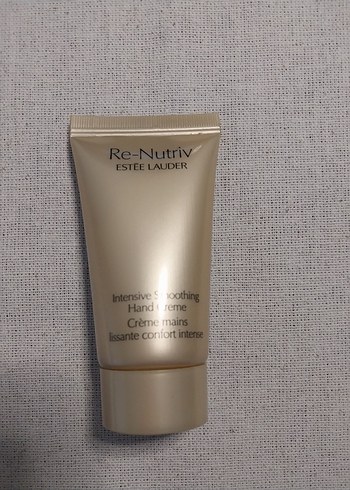 Re-Nutriv
ESTĒE LAUDER
Intensive Smoothing
Hand Creme
Crème mains
lissante confort intense